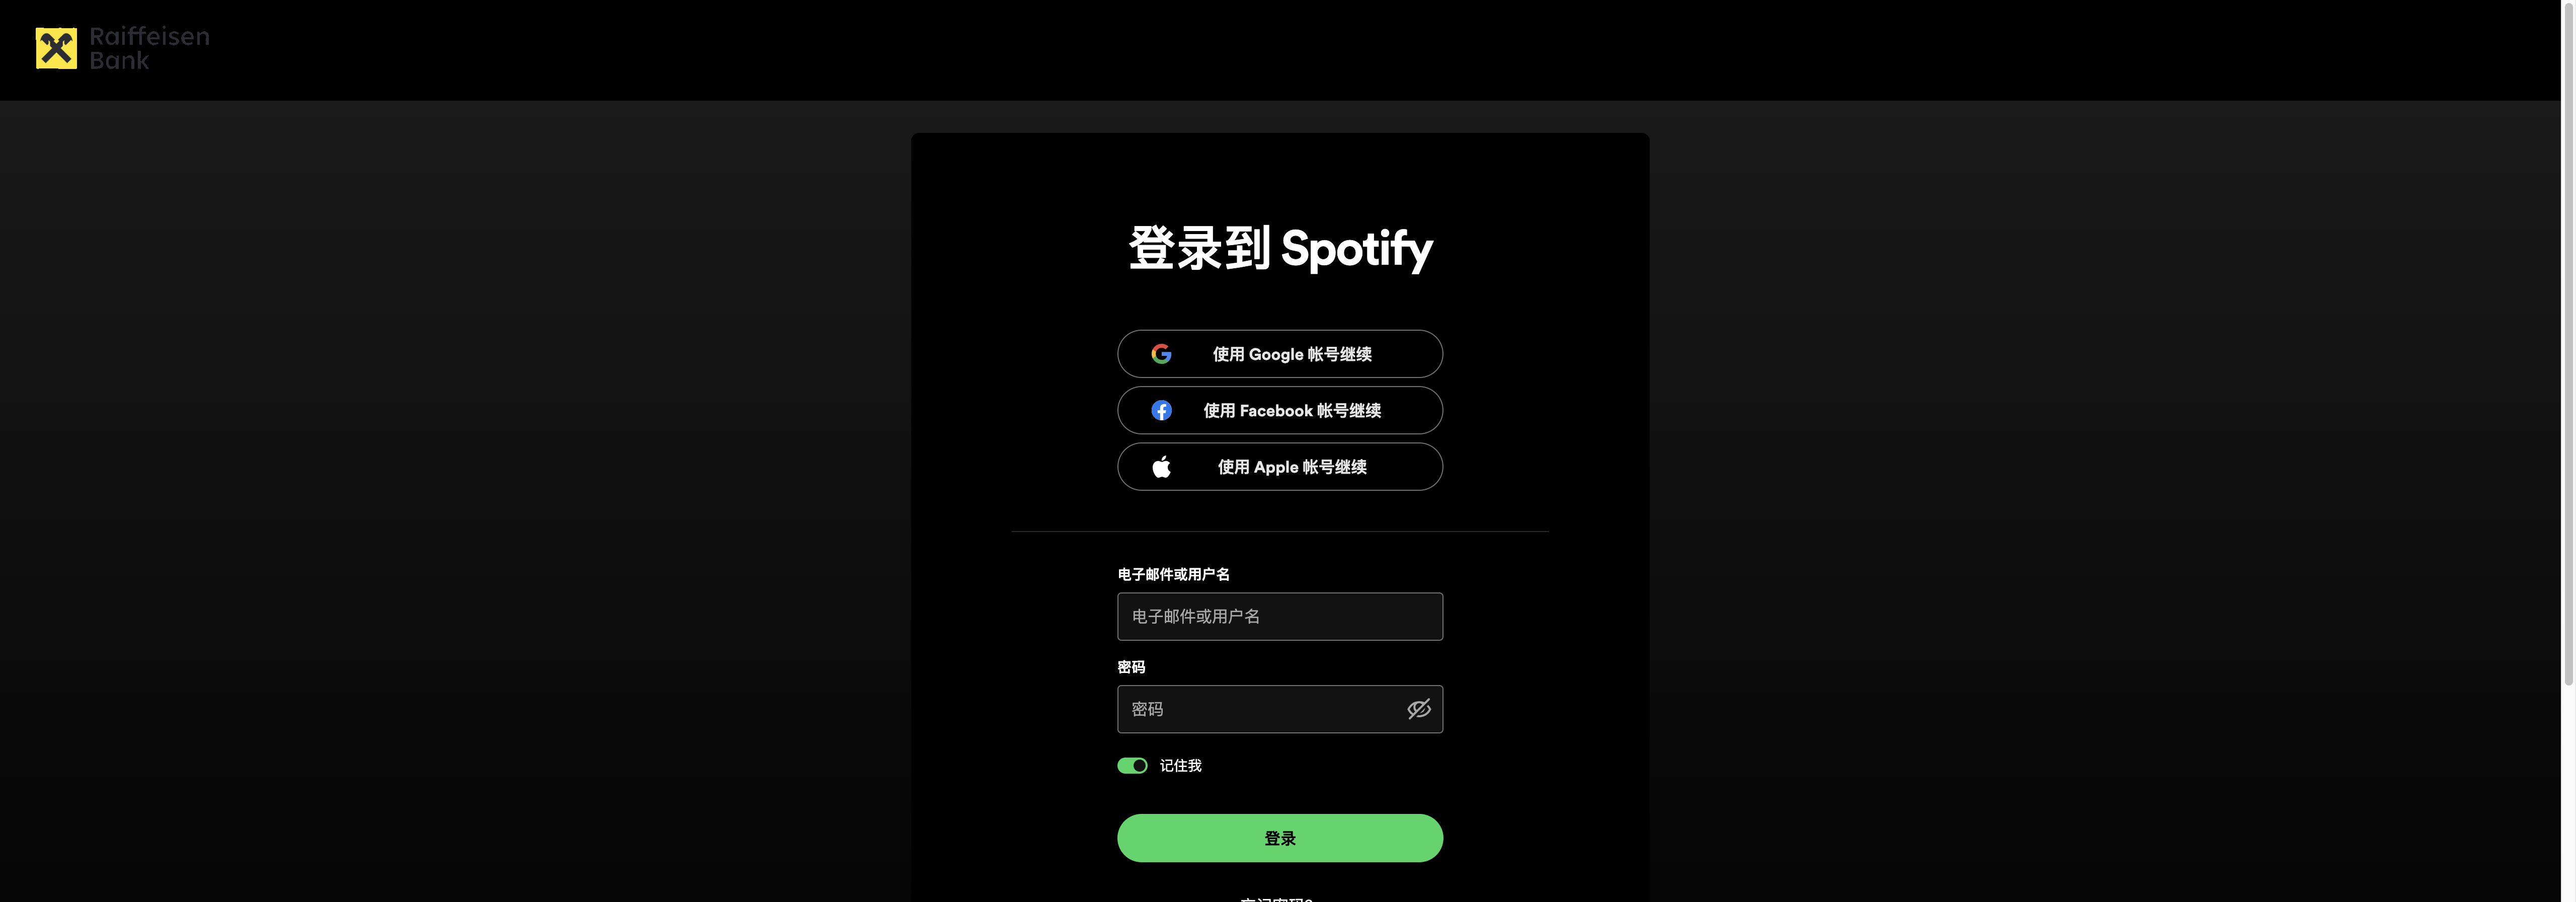 Raiffeisen
Bank
登录到 Spotify
使用 Google 帐号继续
使用 Facebook 帐号继续
使用 Apple 帐号继续
电子邮件或用户名
电子邮件或用户名
密码
密码
记住我
登录